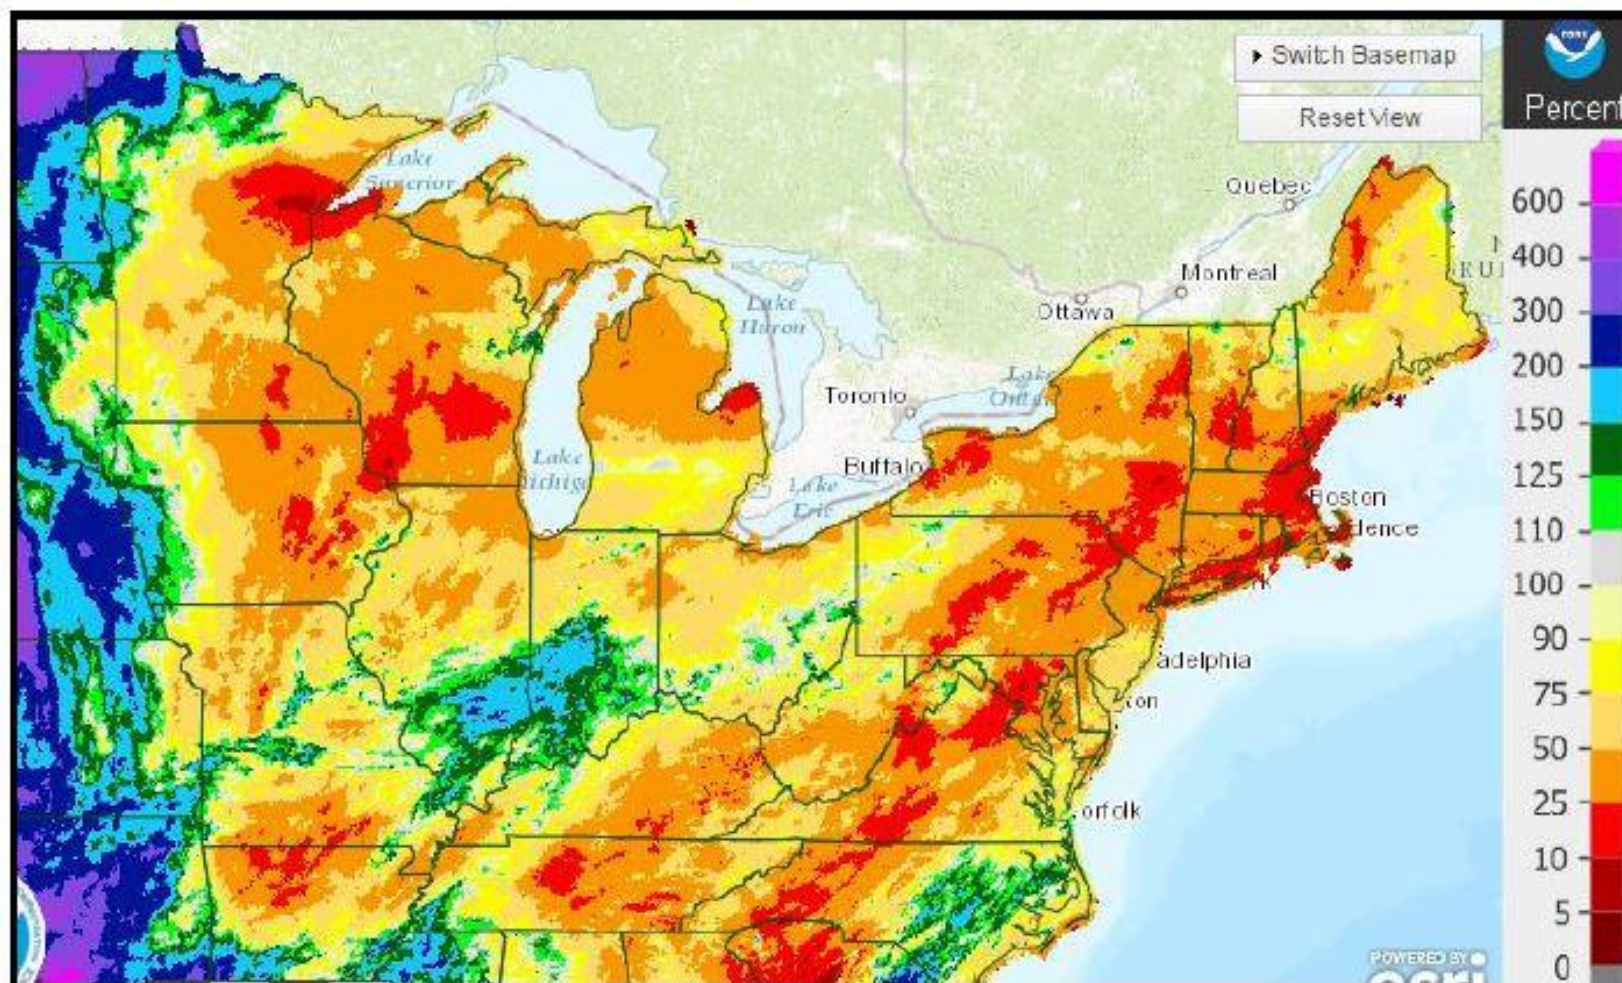 Switch Basemap
Reset View
Percent
600
400
300
200
150
125
110
100
90
75
50
25
10
5
0
Lake
Superior
Quebec
Montreal
Ottawa
Lake
Huron
Toronto
Lake
Buffalo
Lake
Lake
Erie
Boston
dence
adelphia
ton
orfolk
POWERED BY
esri